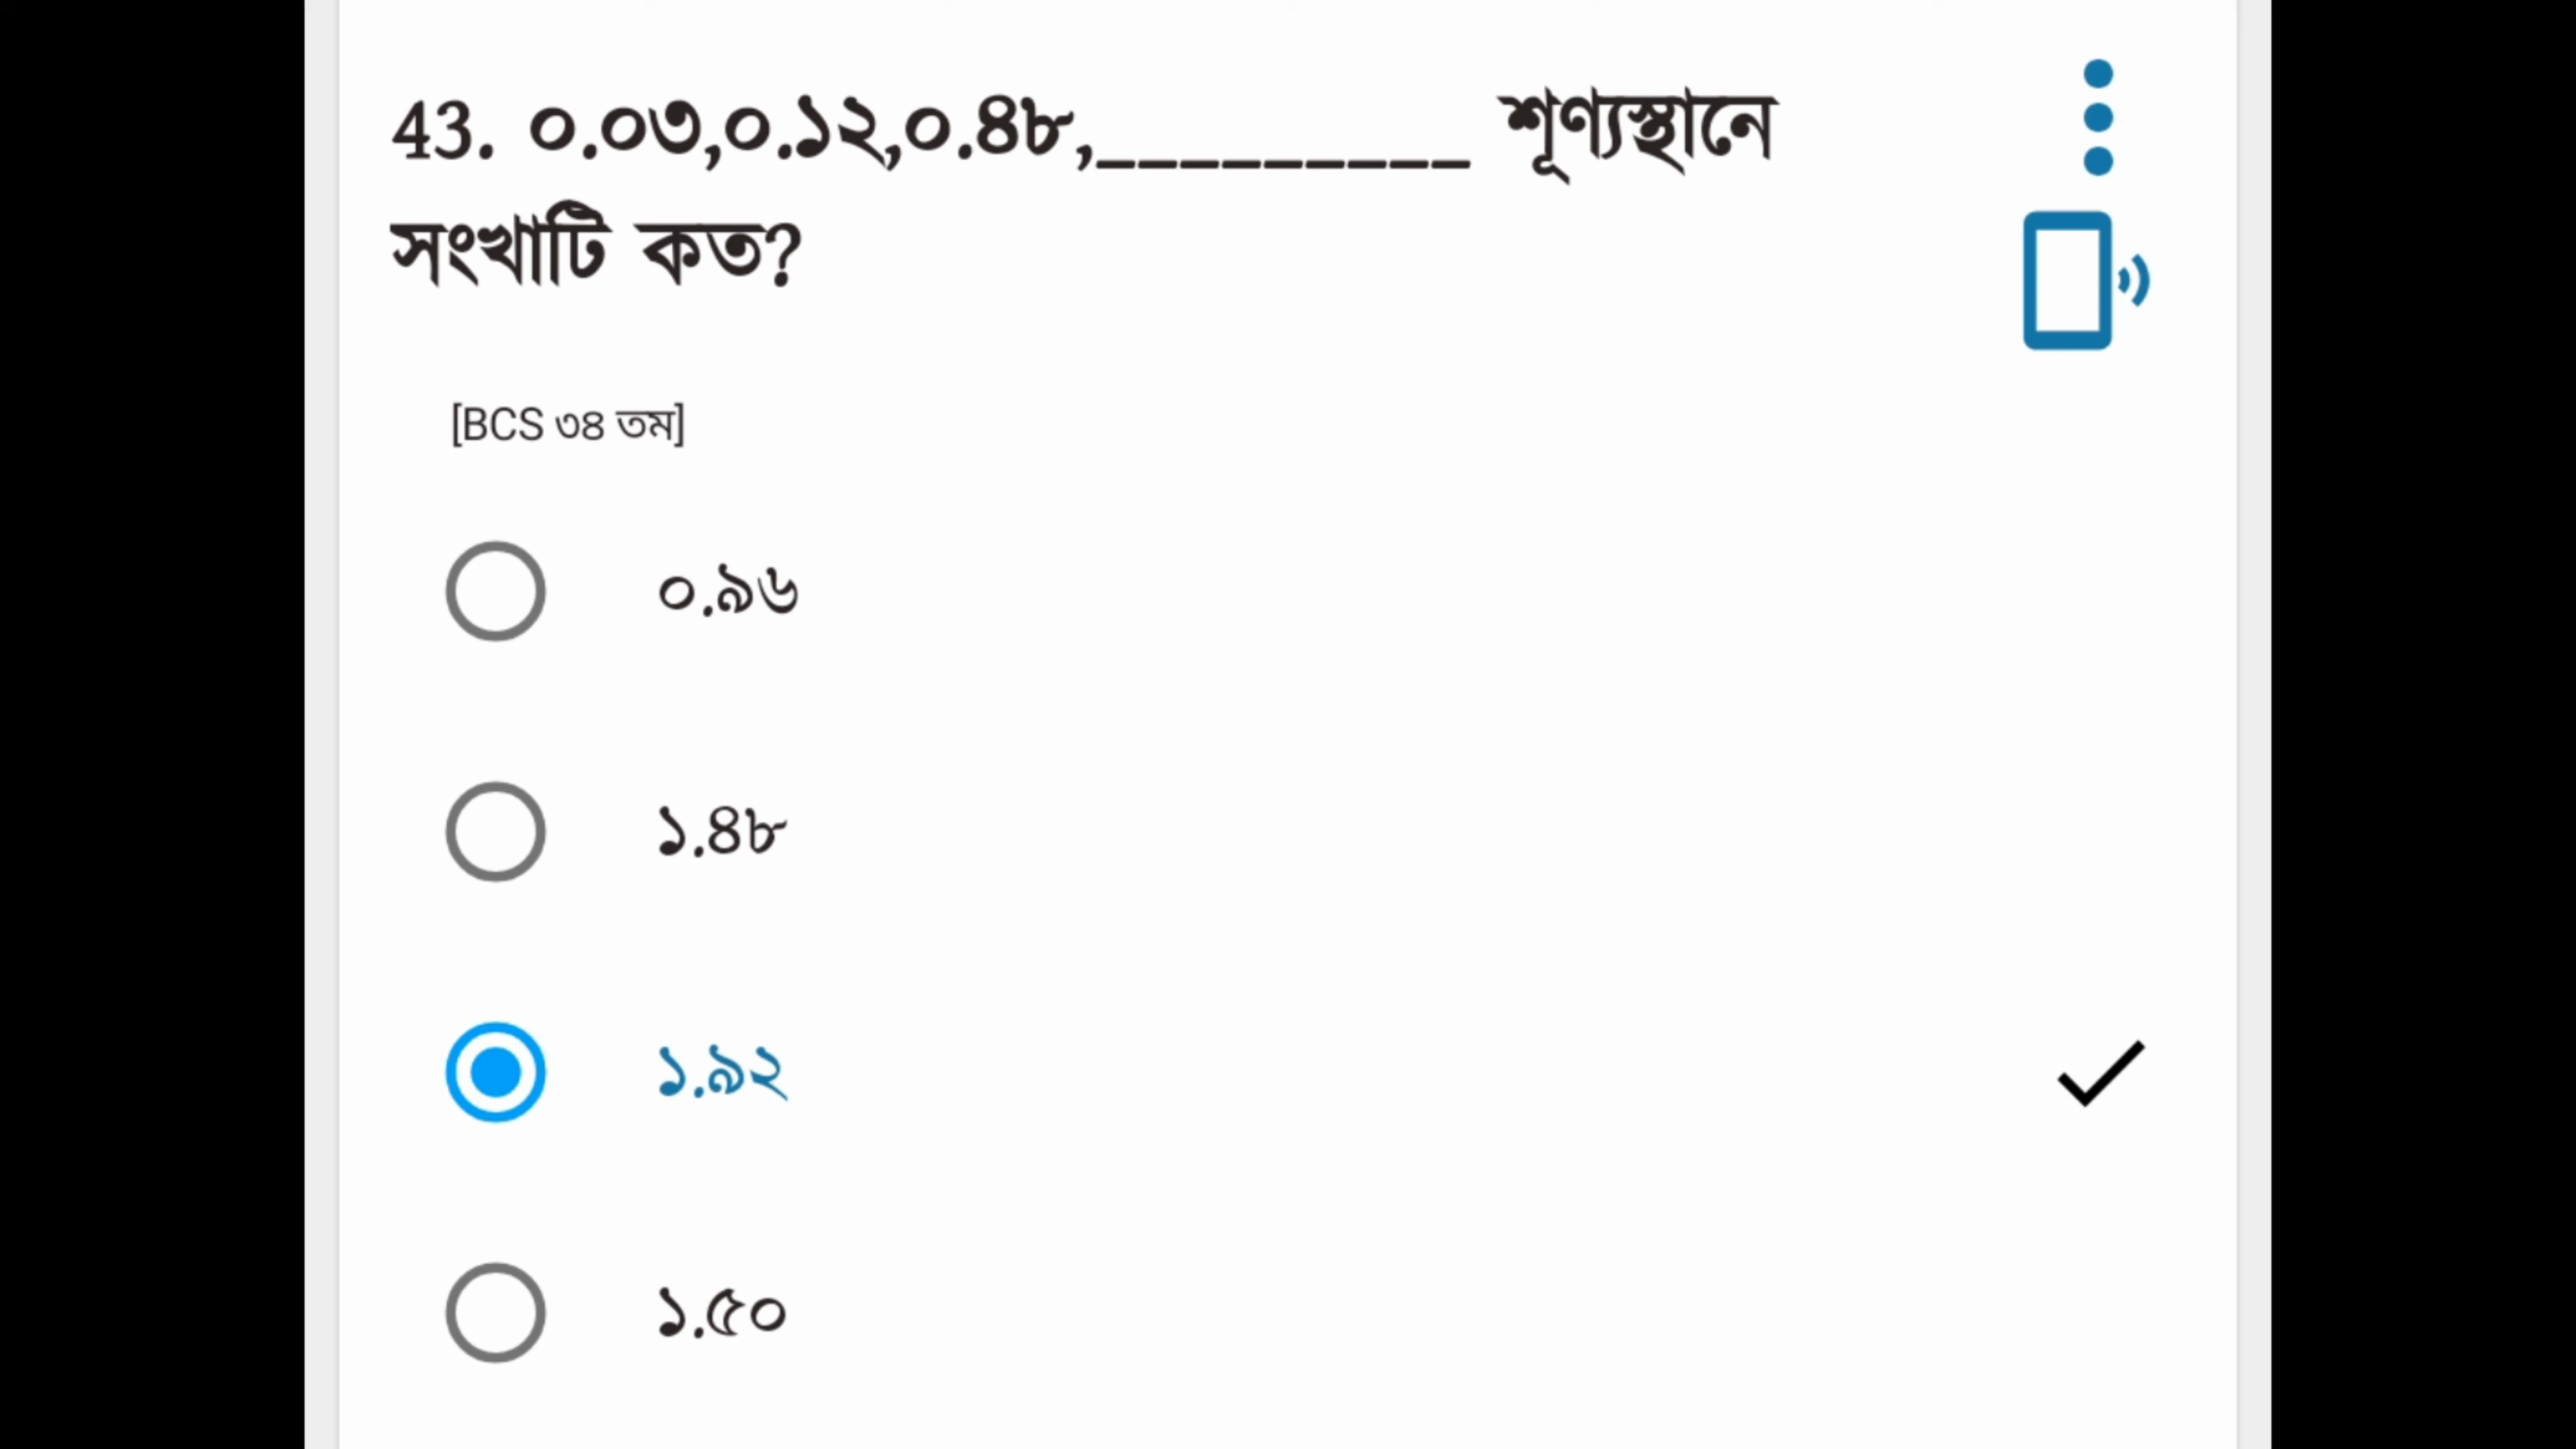 43. ০.০৩,০.১২,০.৪৮,_________ শূণ্যস্থানে
সংখাটি কত?
[BCS ৩৪ তম]
০.৯৬
১.৪৮
১.৯২
১.৫০